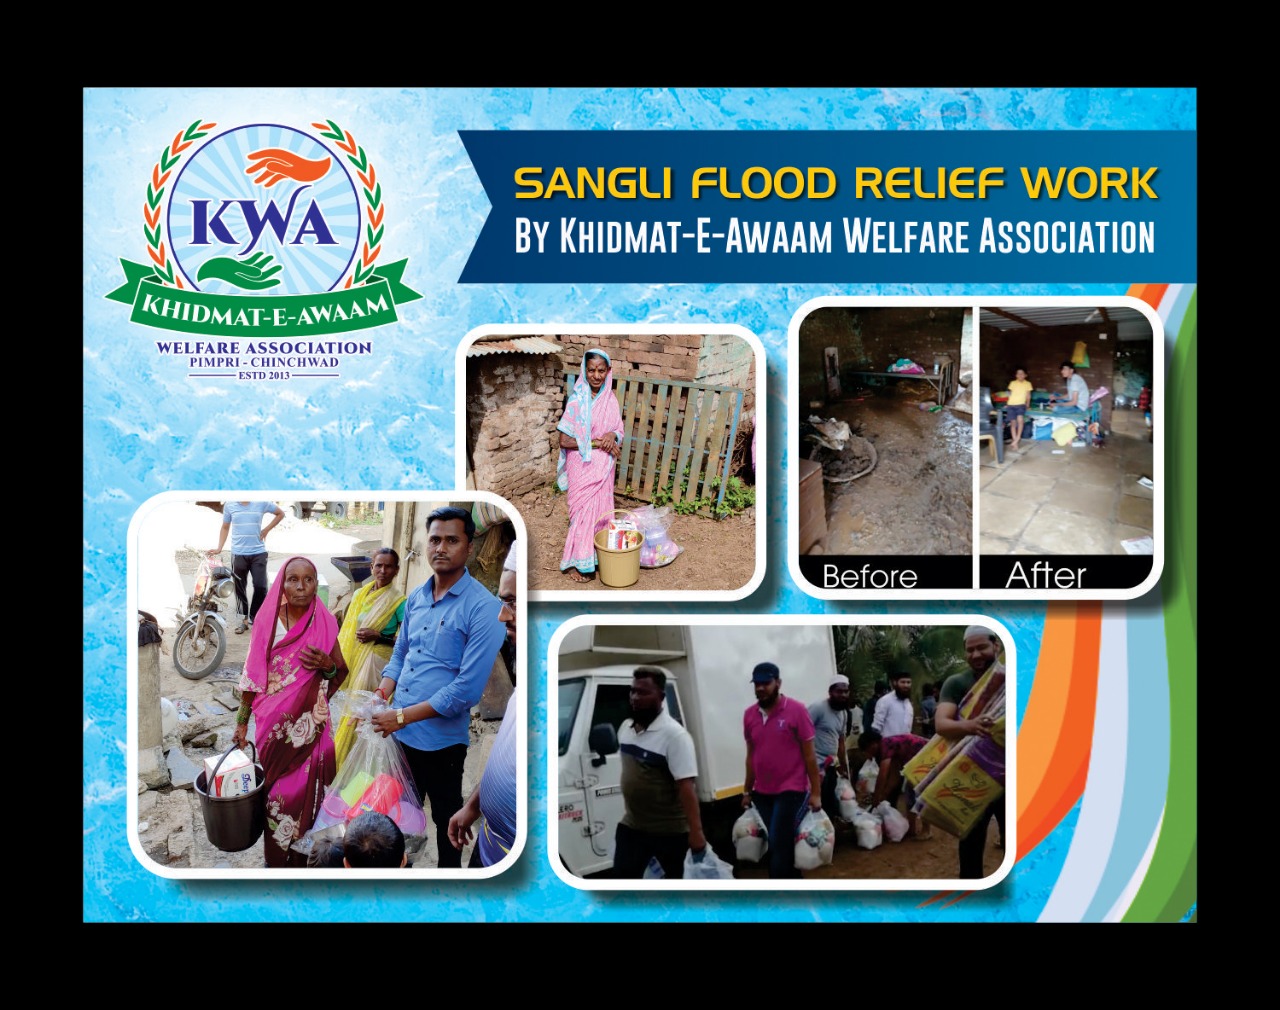 KWA
KHIDMAT-E-AWAAM
WELFARE ASSOCIATION
PIMPRI - CHINCHWAD
ESTD 2013
SANGLI FLOOD RELIEF WORK
BY KHIDMAT-E-AWAAM WELFARE ASSOCIATION
Before
After